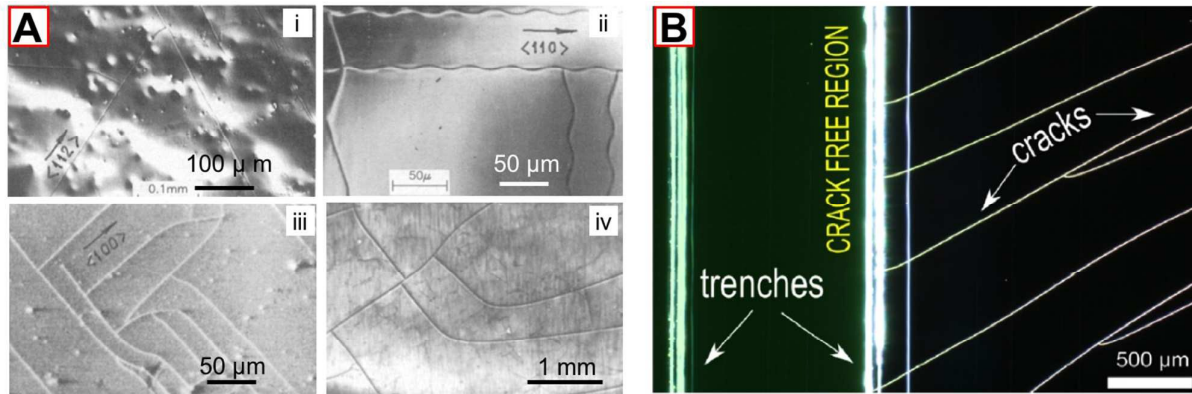 A
i
<112>
0.1mm
100 µ m
ii
<110>
50µ
50 µm
iii
<100>
50 µm
iv
1 mm
B
CRACK FREE REGION
trenches
cracks
500 µm